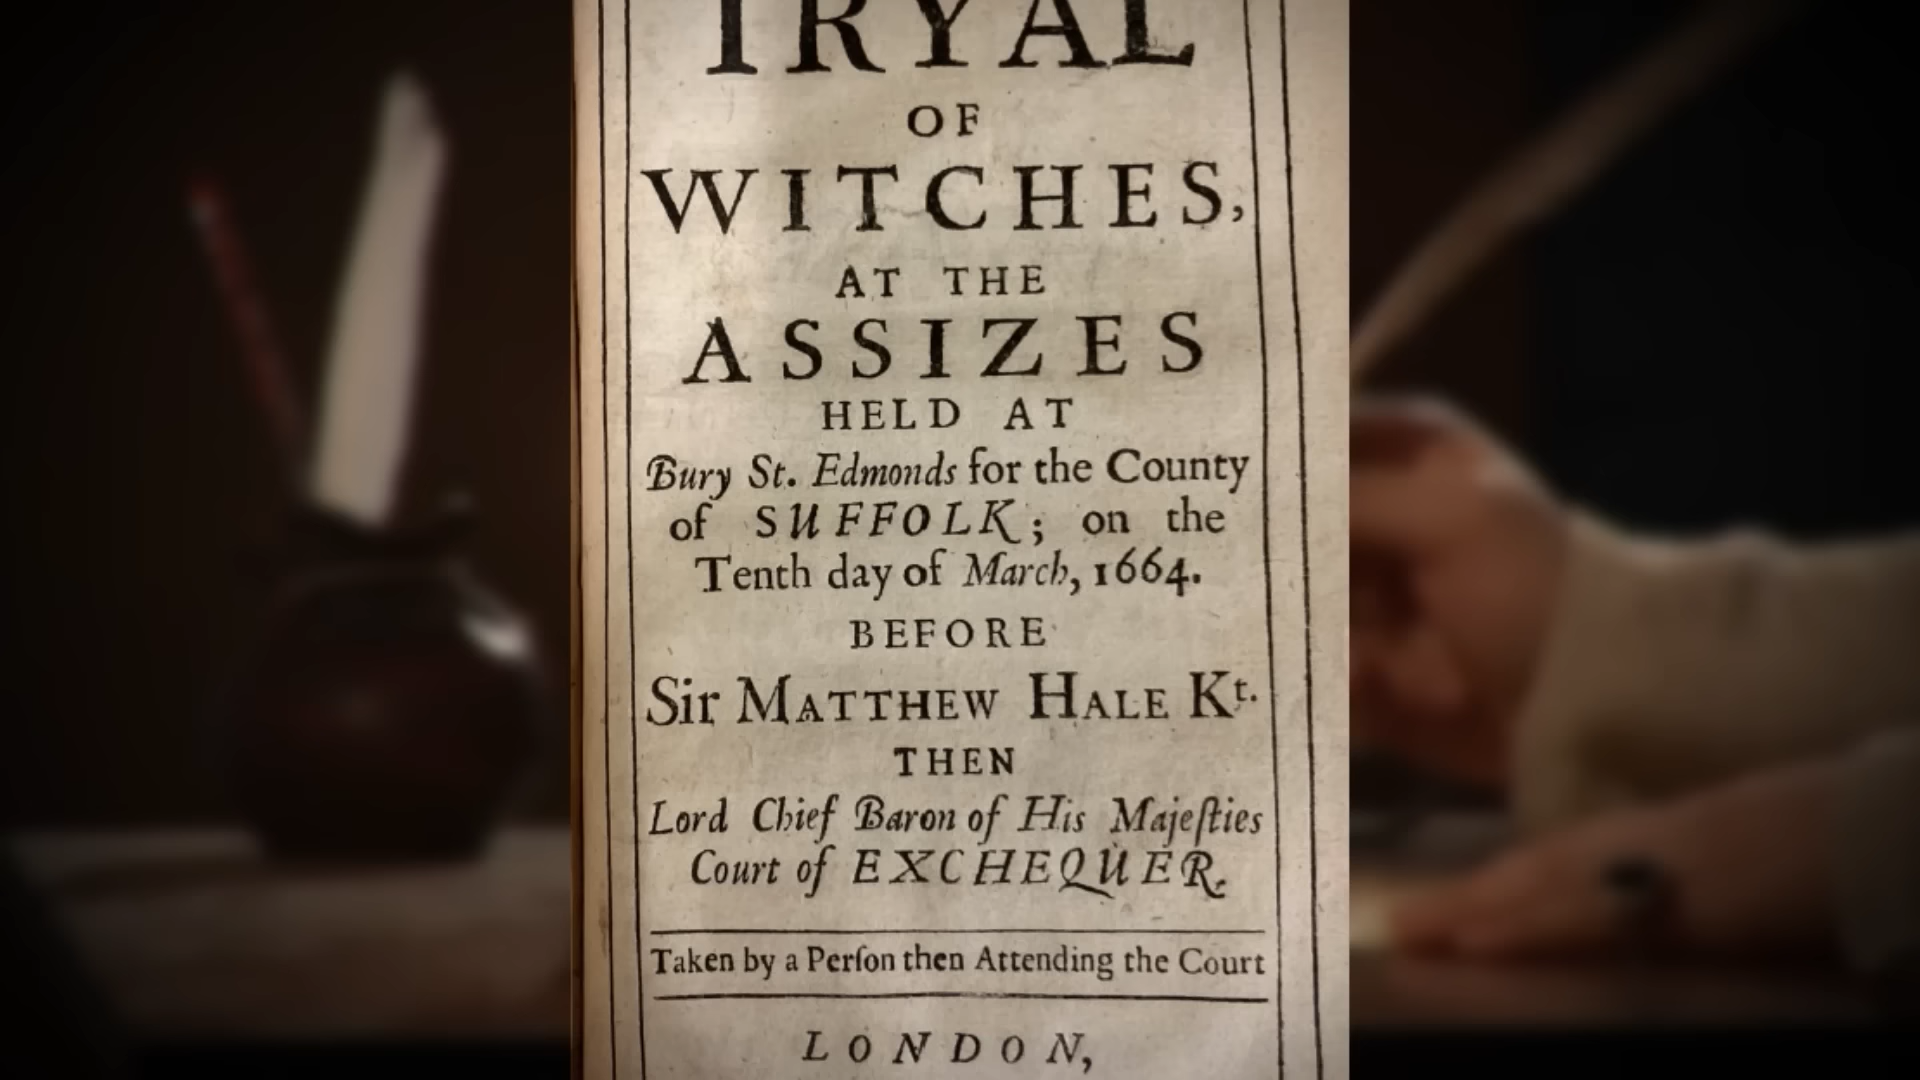 TRYAL
OF
WITCHES,
AT THE
ASSIZES
HELD AT
Bury St. Edmonds for the County
of SUFFOLK; on the
Tenth day of March, 1664.
BEFORE
Sir MATTHEW HALE Kt.
THEN
Lord Chief Baron of His Majeſties
Court of EXCHEQUER.
Taken by a Perſon then Attending the Court
LONDON,